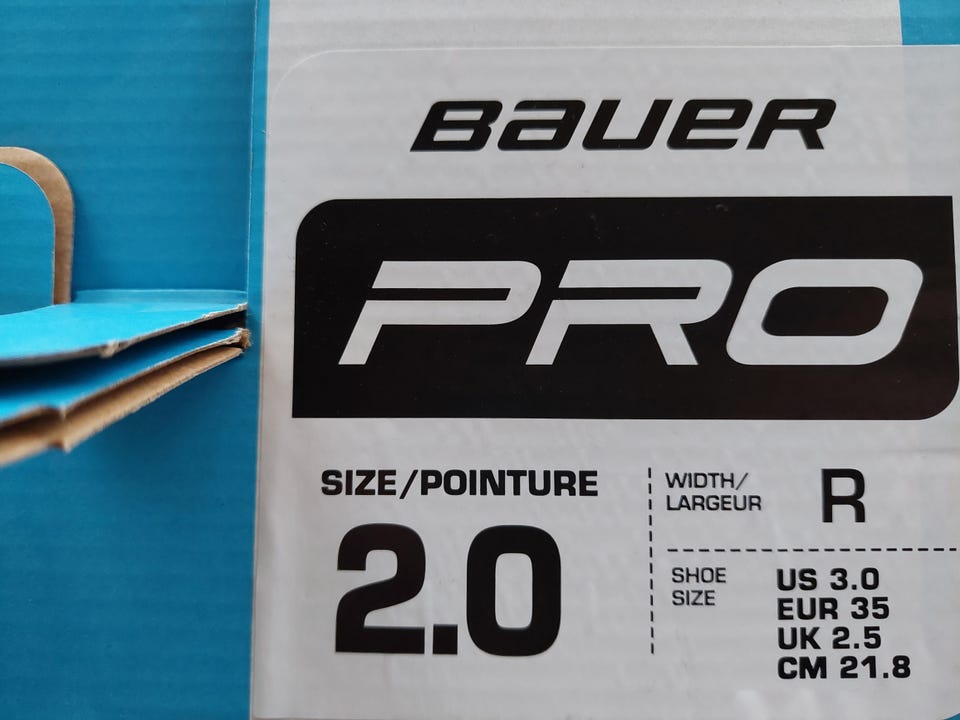 BAUER
PRO
SIZE/POINTURE
2.0
WIDTH/
LARGEUR
R
SHOE
SIZE
US 3.0
EUR 35
UK 2.5
CM 21.8